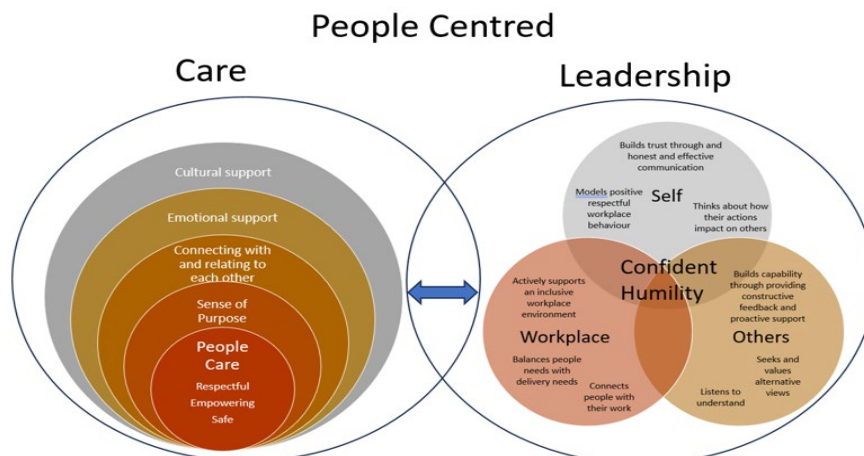 People Centred
Care
Leadership
Cultural support
Emotional support
Connecting with
and relating to
each other
Sense of
Purpose
People
Care
Respectful
Empowering
Safe
Builds trust through and
honest and effective
communication
Self
Models positive
respectful
workplace
behaviour
Thinks about how
their actions
impact on others
Confident
Humility
Actively supports
an inclusive
workplace
environment
Workplace
Balances people
needs with
delivery needs
Connects
people with
their work
Builds capability
through providing
constructive
feedback and
proactive support
Others
Seeks and
values
alternative
views
Listens to
understand